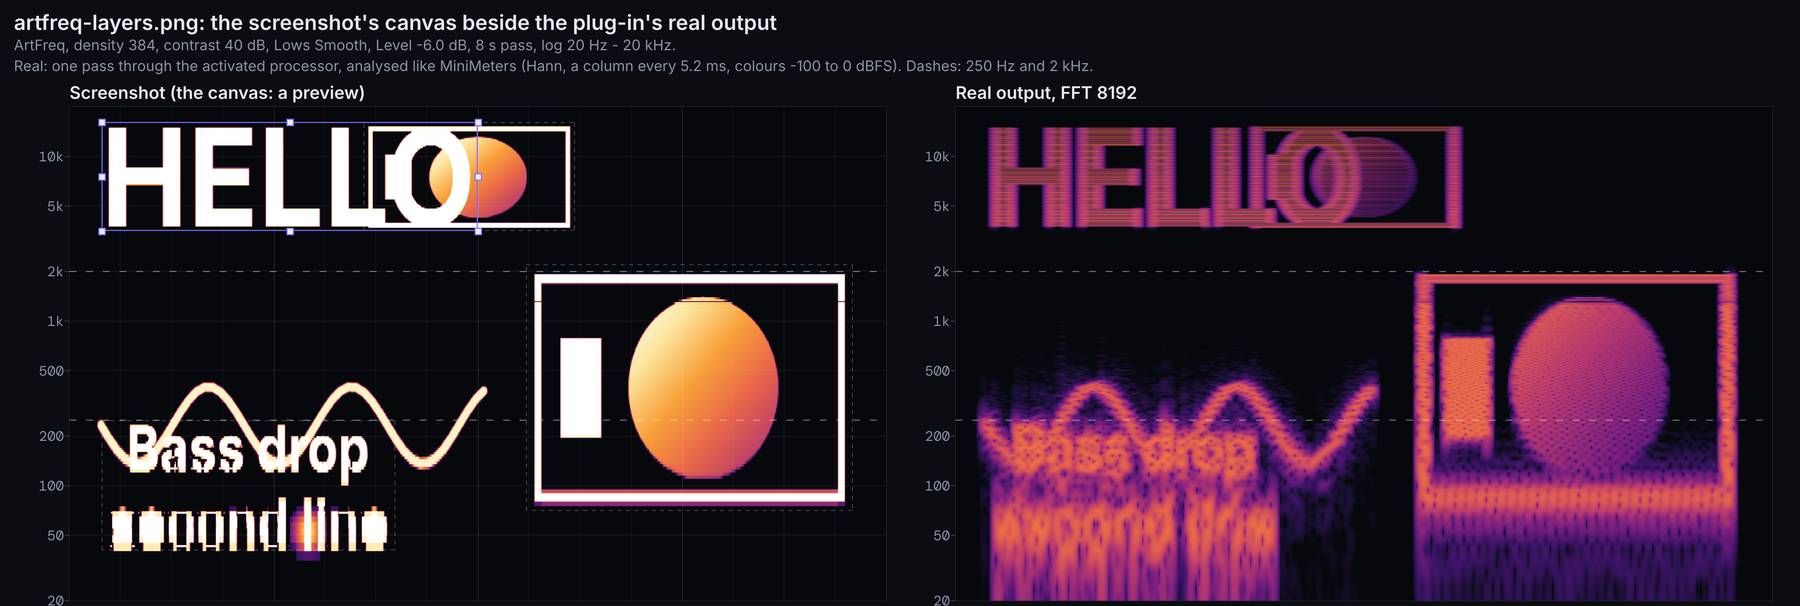 artfreq-layers.png: the screenshot's canvas beside the plug-in's real output
ArtFreq, density 384, contrast 40 dB, Lows Smooth, Level -6.0 dB, 8 s pass, log 20 Hz - 20 kHz.
Real: one pass through the activated processor, analysed like MiniMeters (Hann, a column every 5.2 ms, colours -100 to 0 dBFS). Dashes: 250 Hz and 2 kHz.
Screenshot (the canvas: a preview)
10k
5k
2k
1k
500
200
100
50
20
HELLO
Bass drop
second line
Real output, FFT 8192
10k
5k
2k
1k
500
200
100
50
20
HELLO
Bass drop